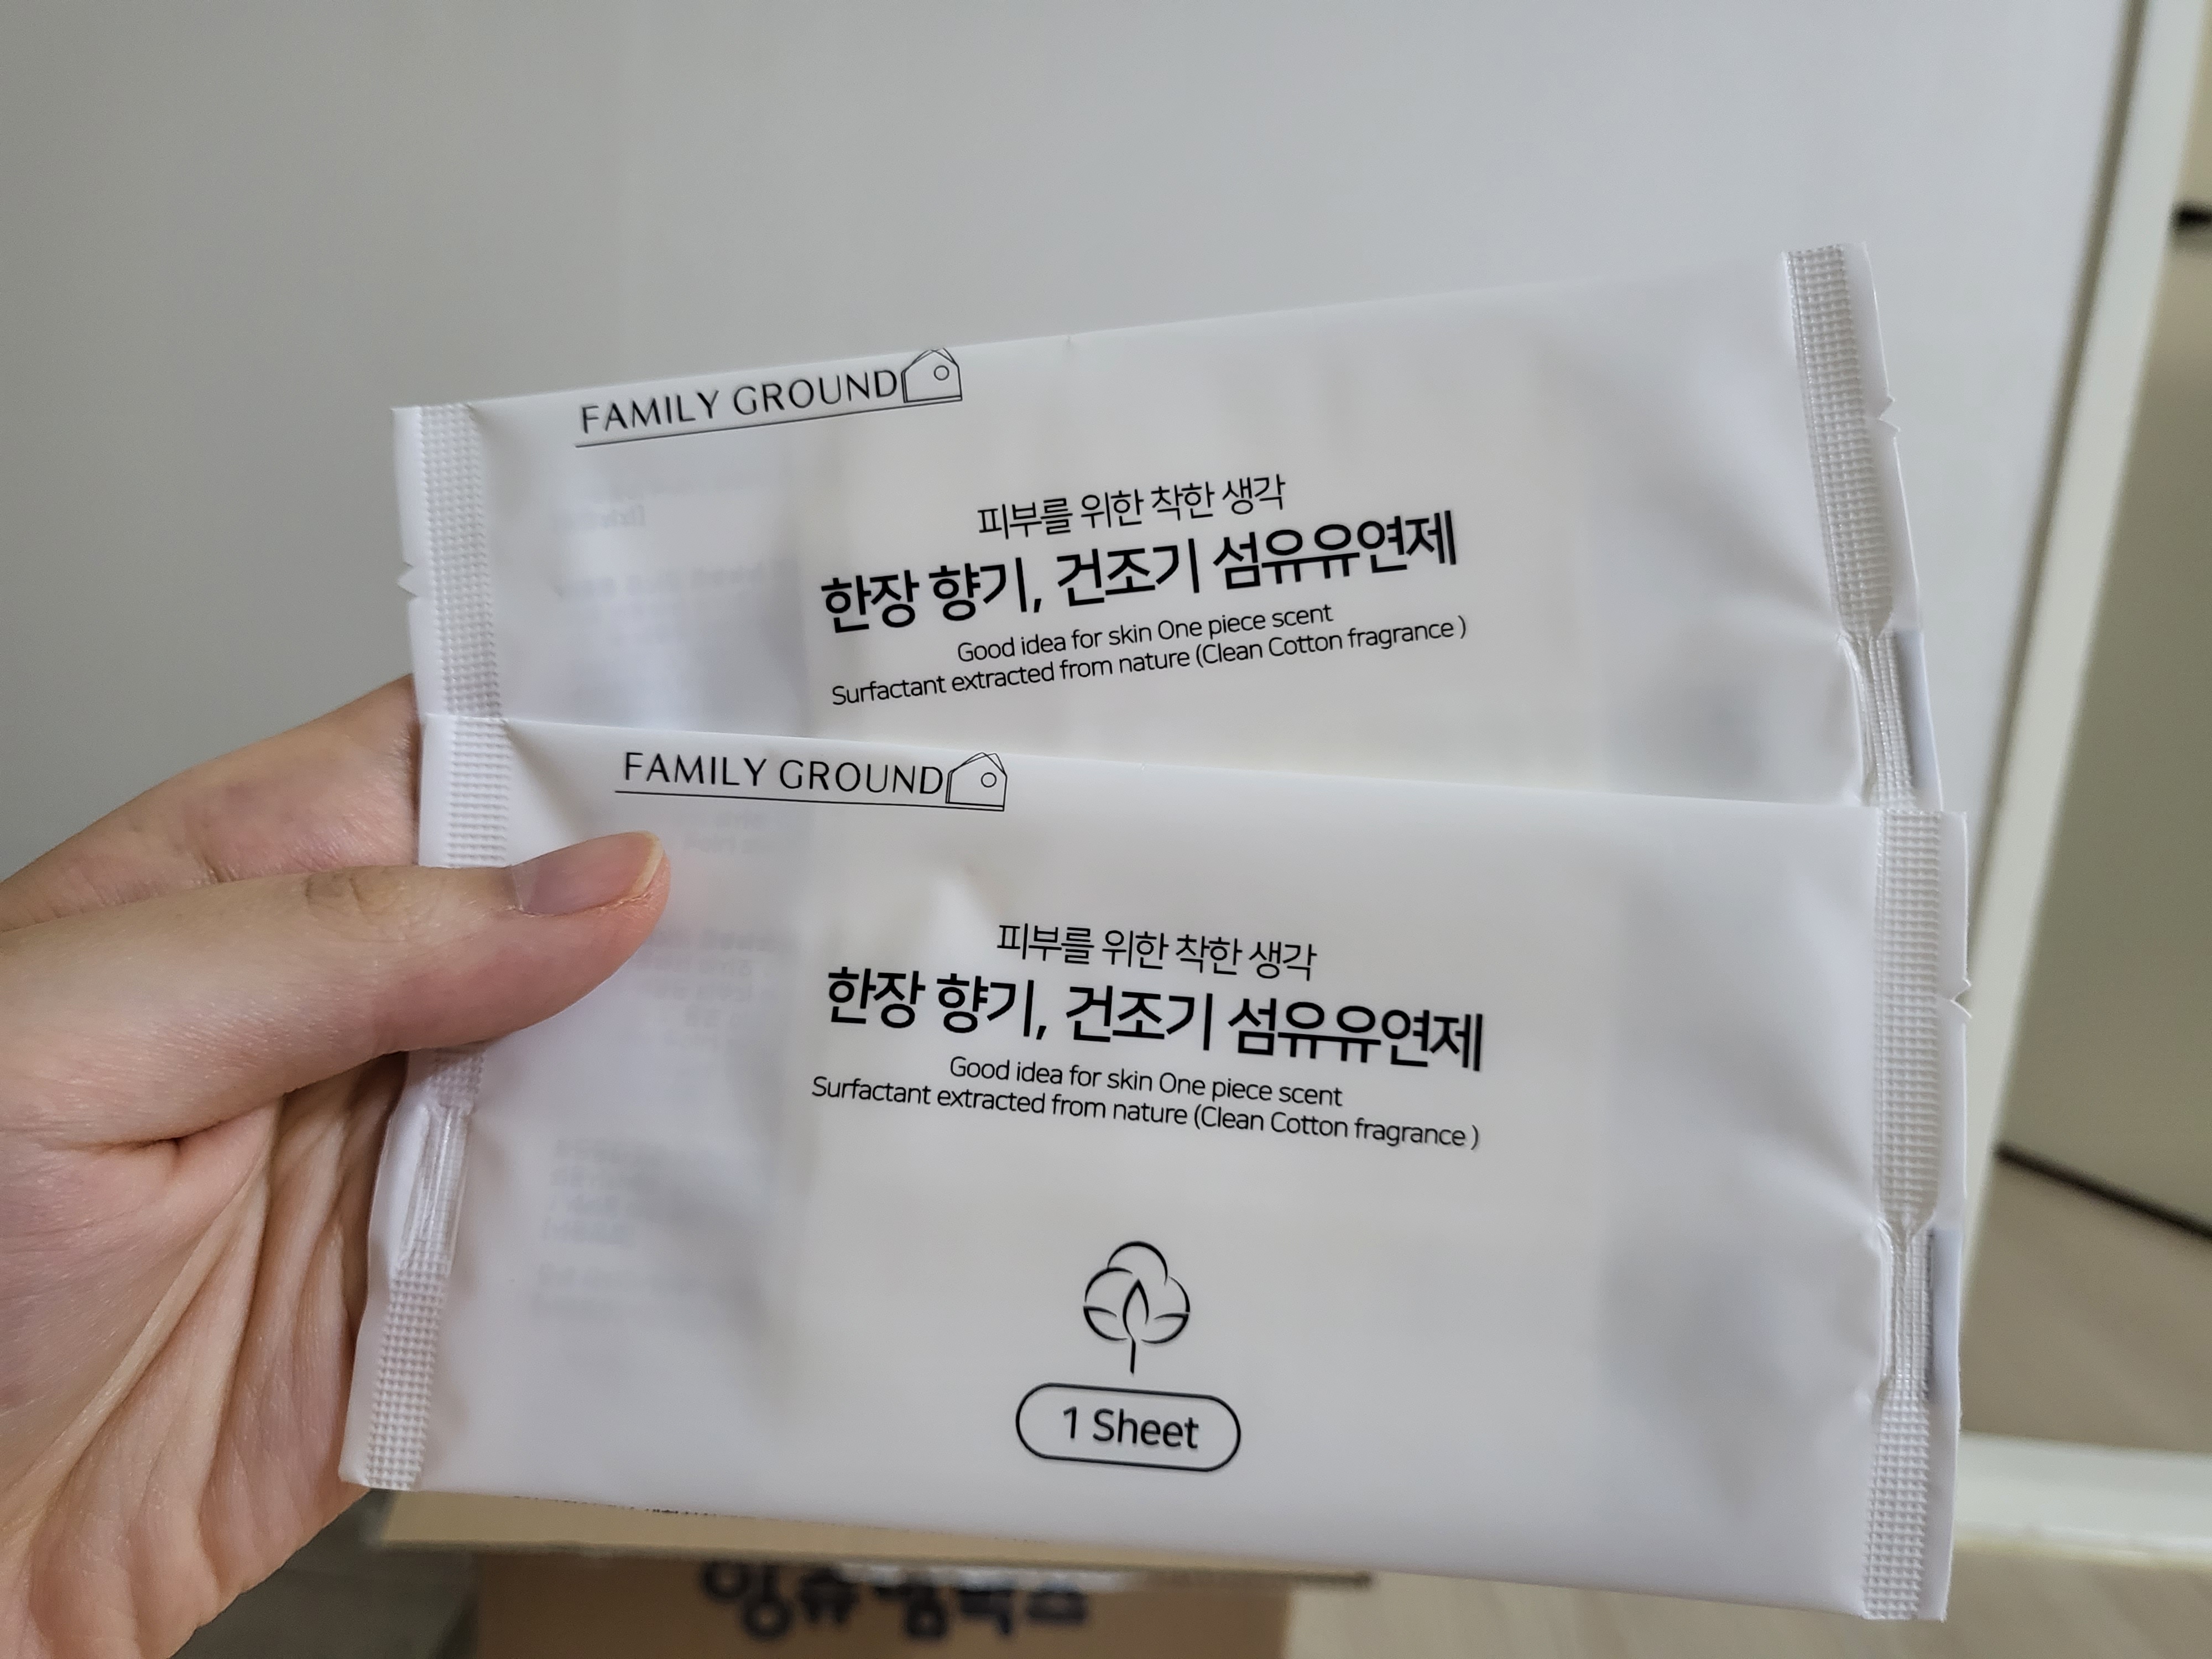 FAMILY GROUND
피부를 위한 착한 생각
한장 향기, 건조기 섬유유연제
Good idea for skin One piece scent
Surfactant extracted from nature (Clean Cotton fragrance )
FAMILY GROUND
피부를 위한 착한 생각
한장 향기, 건조기 섬유유연제
Good idea for skin One piece scent
Surfactant extracted from nature (Clean Cotton fragrance )
1 Sheet